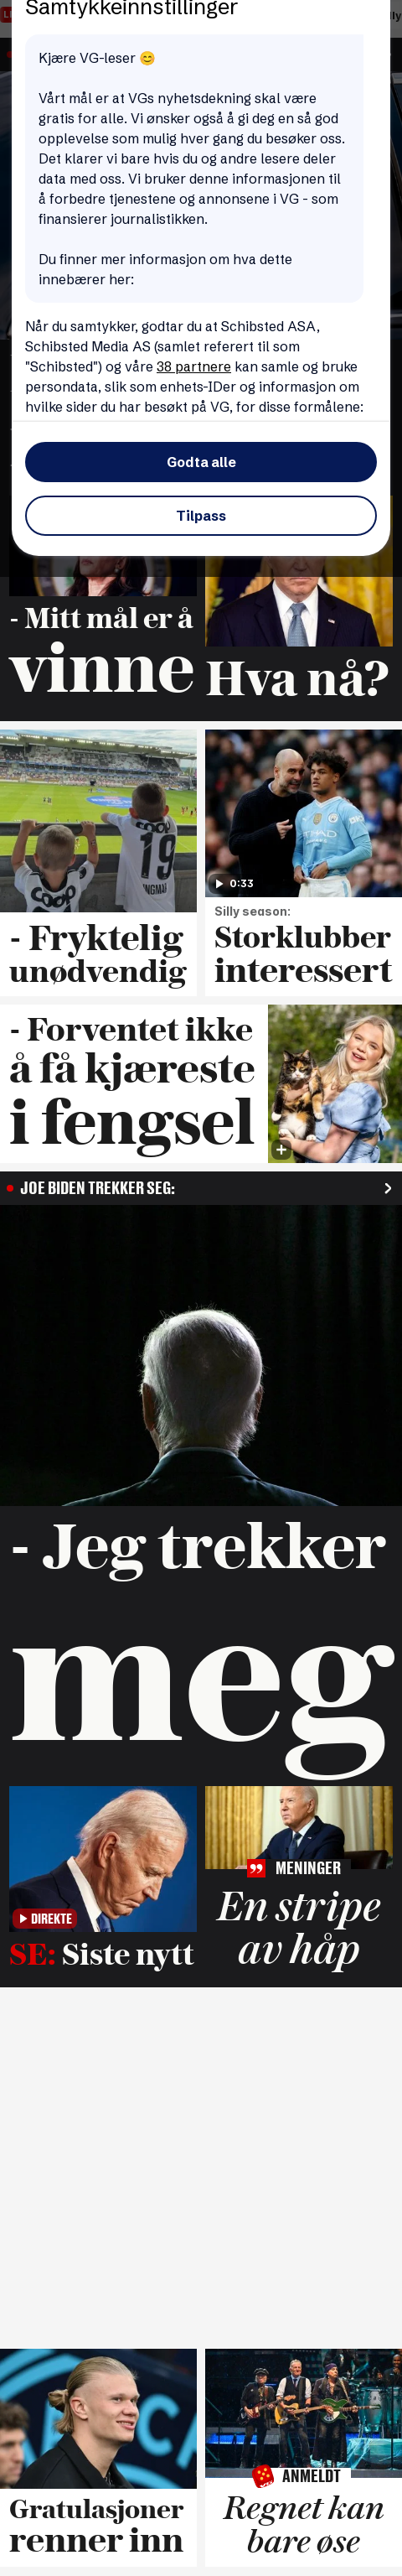 Samtykkeinnstillinger
Kjære VG-leser 😊
Vårt mål er at VGs nyhetsdekning skal være
gratis for alle. Vi ønsker også å gi deg en så god
opplevelse som mulig hver gang du besøker oss.
Det klarer vi bare hvis du og andre lesere deler
data med oss. Vi bruker denne informasjonen til
å forbedre tjenestene og annonsene i VG - som
finansierer journalistikken.
Du finner mer informasjon om hva dette
innebærer her:
Når du samtykker, godtar du at Schibsted ASA,
Schibsted Media AS (samlet referert til som
"Schibsted") og våre 38 partnere kan samle og bruke
persondata, slik som enhets-IDer og informasjon om
hvilke sider du har besøkt på VG, for disse formålene:
Godta alle
Tilpass
- Mitt mål er å
vinne
Hva nå?
COOP
COOP
19
0:33
- Fryktelig
unødvendig
Silly season:
Storklubber
interessert
- Forventet ikke
å få kjæreste
i fengsel
JOE BIDEN TREKKER SEG:
- Jeg trekker
meg
DIREKTE
SE: Siste nytt
MENINGER
En stripe
av håp
Gratulasjoner
renner inn
ANMELDT
Regnet kan
bare øse